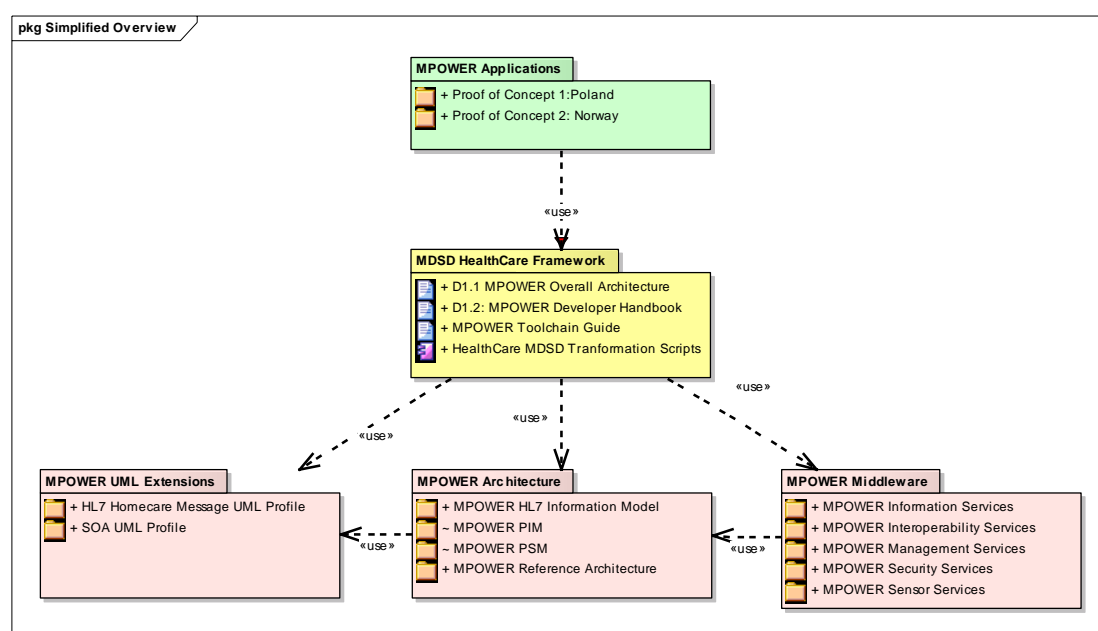 pkg Simplified Overview
MPOWER Applications
+ Proof of Concept 1:Poland
+ Proof of Concept 2: Norway
«use»
MDSD HealthCare Framework
+ D1.1 MPOWER Overall Architecture
+ D1.2: MPOWER Developer Handbook
+ MPOWER Toolchain Guide
+ HealthCare MDSD Tranformation Scripts
«use»
«use»
«use»
MPOWER UML Extensions
+ HL7 Homecare Message UML Profile
+ SOA UML Profile
«use»
MPOWER Architecture
+ MPOWER HL7 Information Model
~ MPOWER PIM
~ MPOWER PSM
+ MPOWER Reference Architecture
«use»
MPOWER Middleware
+ MPOWER Information Services
+ MPOWER Interoperability Services
+ MPOWER Management Services
+ MPOWER Security Services
+ MPOWER Sensor Services